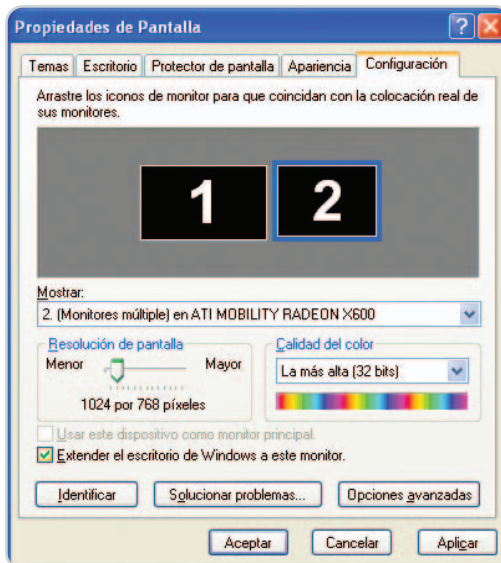 Propiedades de Pantalla
Temas Escritorio Protector de pantalla Apariencia Configuración
Arrastre los iconos de monitor para que coincidan con la colocación real de
sus monitores.
1 2
Mostrar:
2. (Monitores múltiple) en ATI MOBILITY RADEON X600
Resolución de pantalla
Menor Mayor
1024 por 768 píxeles
Calidad del color
La más alta (32 bits)
Usar este dispositivo como monitor principal.
Extender el escritorio de Windows a este monitor.
Identificar Solucionar problemas... Opciones avanzadas
Aceptar Cancelar Aplicar